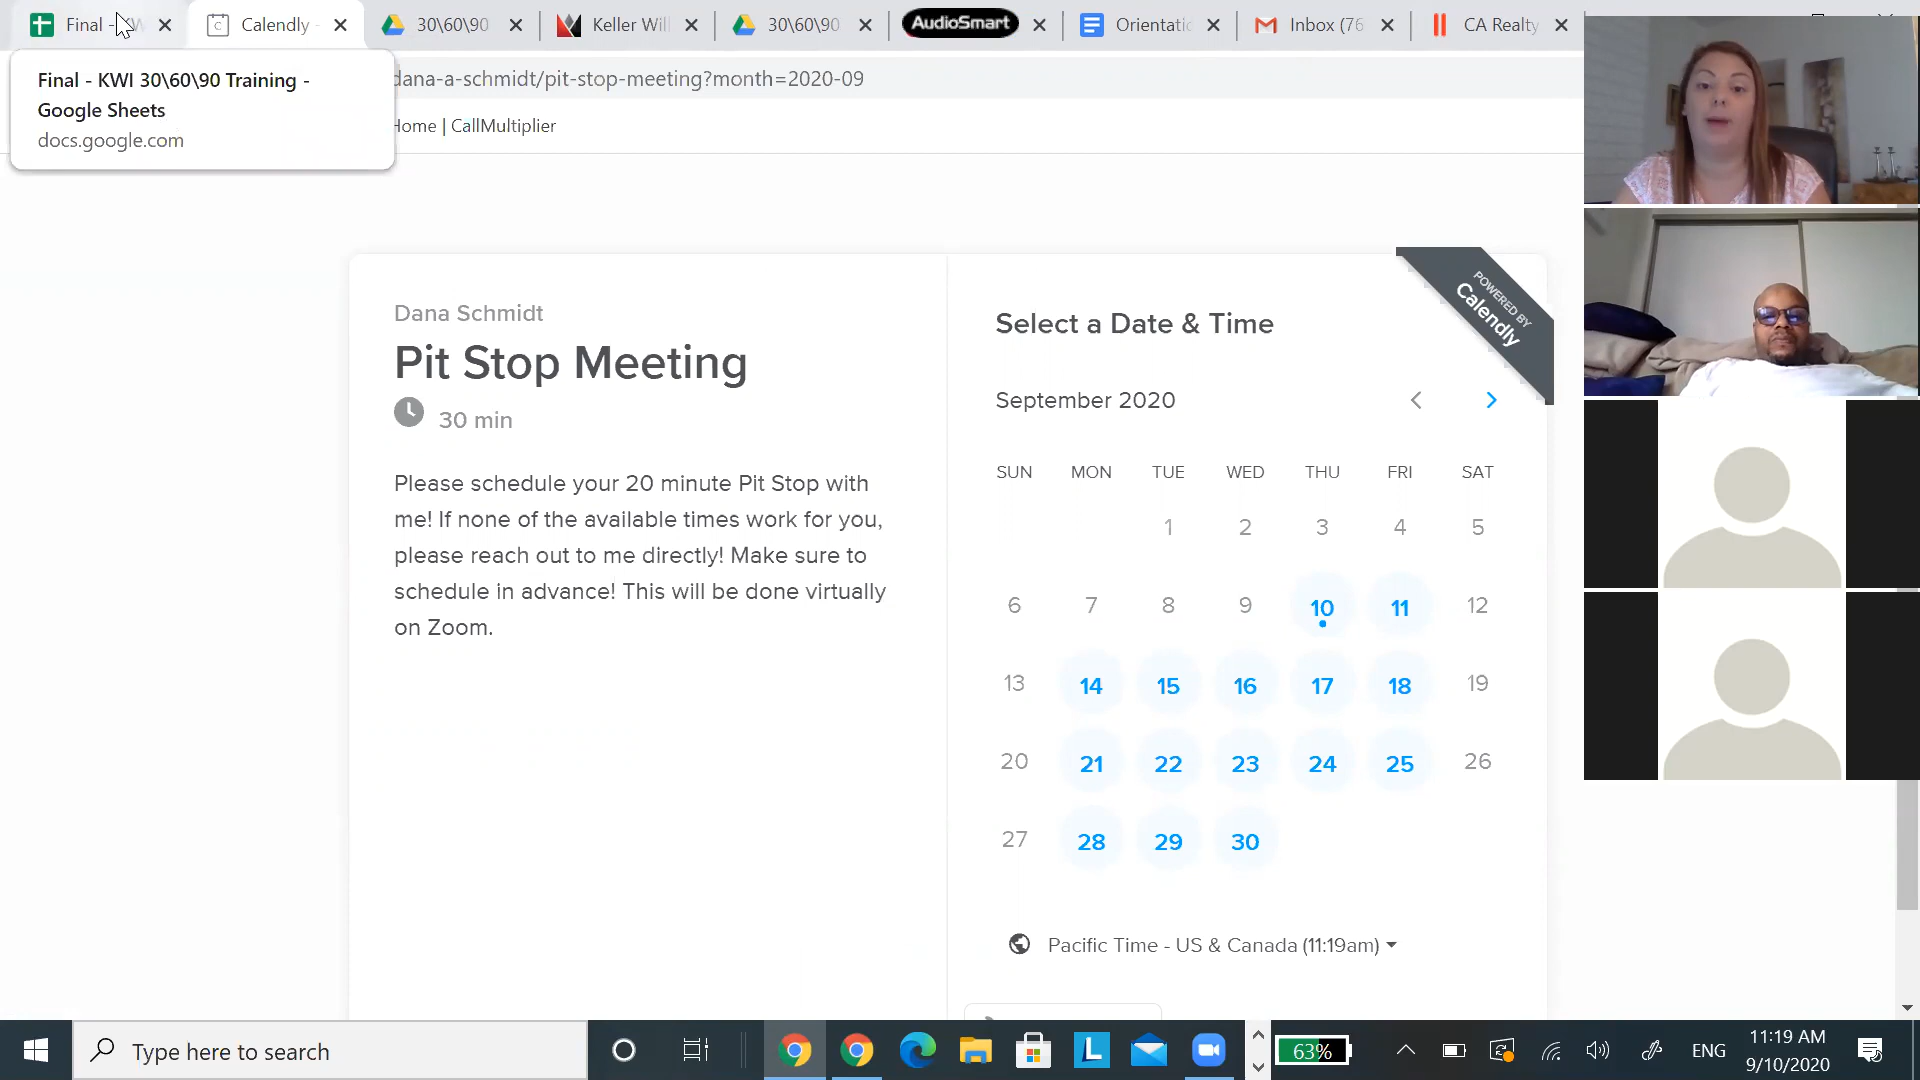 Final - KW
Calendly -
30\60\90
Keller Wil
30\60\90
AudioSmart
Orientatic
Inbox (76
CA Realty
Final - KWI 30\60\90 Training -
Google Sheets
docs.google.com
dana-a-schmidt/pit-stop-meeting?month=2020-09
Home | CallMultiplier
Dana Schmidt
Pit Stop Meeting
30 min
Please schedule your 20 minute Pit Stop with
me! If none of the available times work for you,
please reach out to me directly! Make sure to
schedule in advance! This will be done virtually
on Zoom.
POWERED BY
Calendly
Select a Date & Time
September 2020
SUN MON TUE WED THU FRI SAT
1 2 3 4 5
6 7 8 9 10 11 12
13 14 15 16 17 18 19
20 21 22 23 24 25 26
27 28 29 30
Pacific Time - US & Canada (11:19am)
Type here to search
L
63%
ENG
11:19 AM
9/10/2020